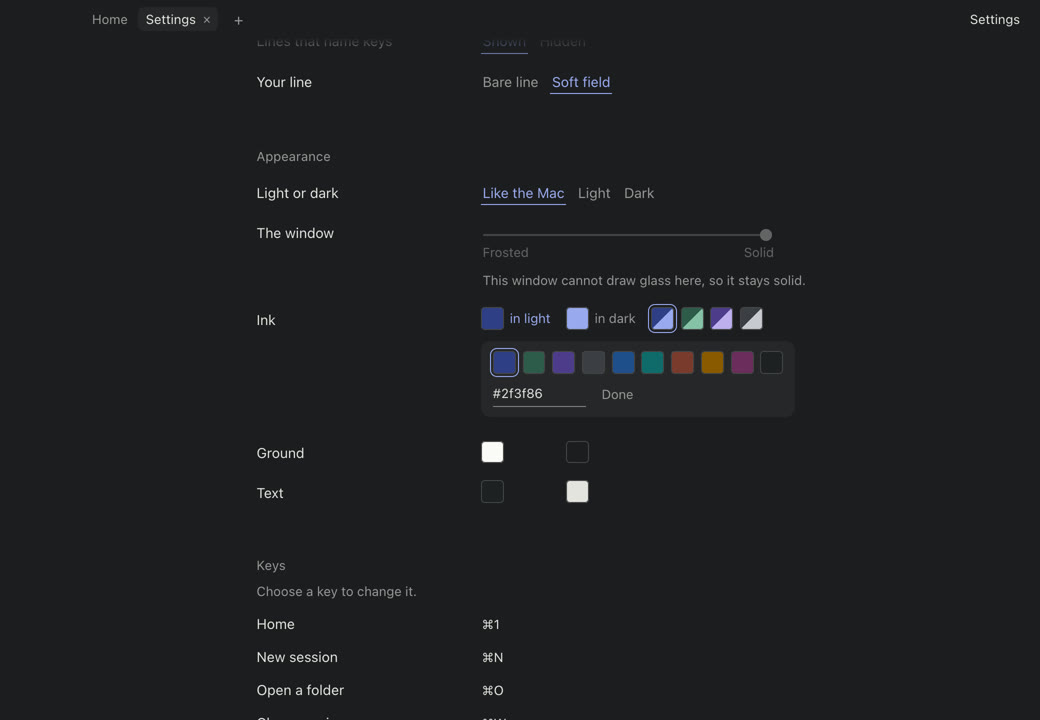 Home
Settings ×
+
Settings
Lines that name keys
Shown Hidden
Your line
Bare line Soft field
Appearance
Light or dark
Like the Mac Light Dark
The window
Frosted Solid
This window cannot draw glass here, so it stays solid.
Ink
in light in dark
#2f3f86 Done
Ground
Text
Keys
Choose a key to change it.
Home ⌘1
New session ⌘N
Open a folder ⌘O